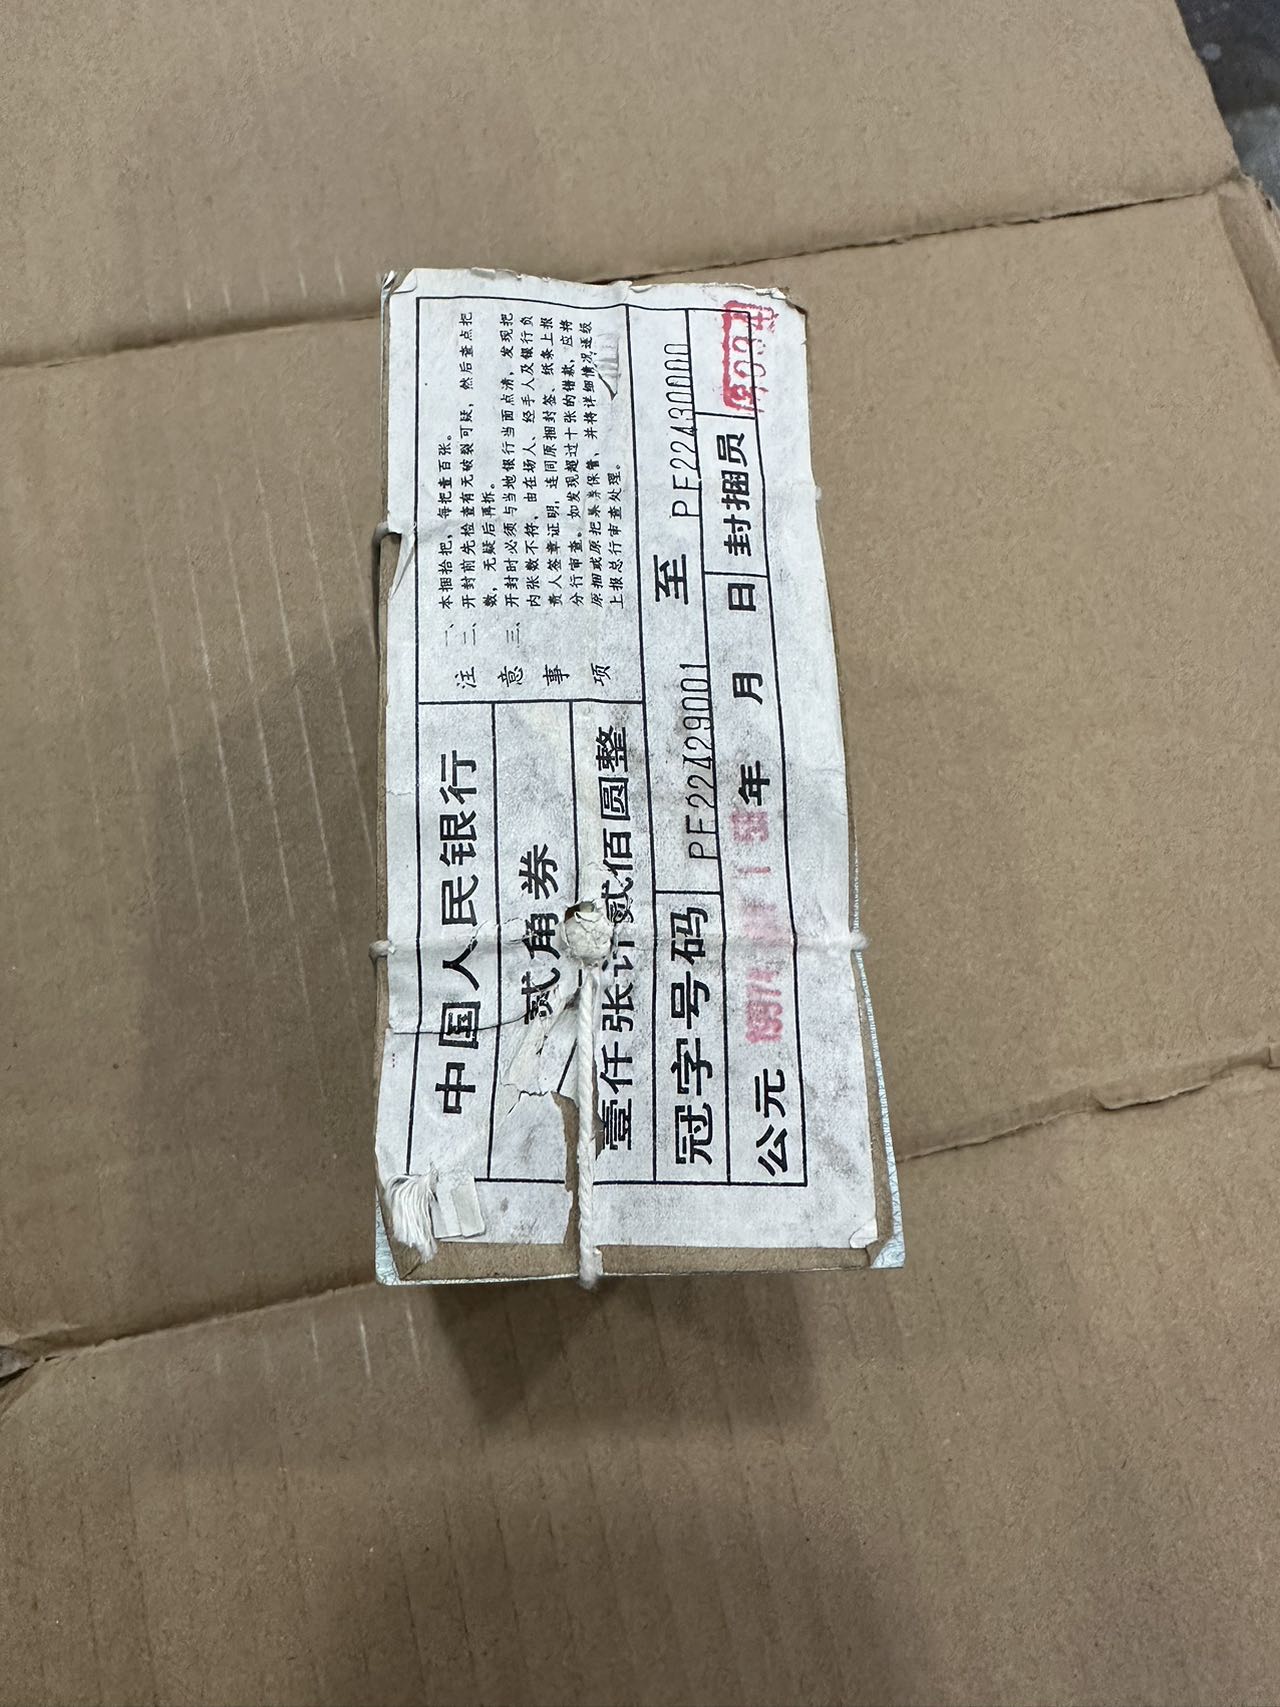 中国人民银行
贰角券
壹仟张计贰佰圆整
注意事项
一、本捆拾把，每把壹百张。
二、开封前先检查有无破裂可疑，然后查点把
数，无疑后再拆。
三、开封时必须与当地银行当面点清，发现把
内张数不符，由在场人、经手人及银行负
责人签章证明，连同原捆封签、纸条上报
分行审查。如发现超过十张的错款，应将
原捆或原把票券保管、并将详细情况逐级
上报总行审查处理。
冠字号码 PF22429001 至 PF22430000
公元 年 月 日 封捆员